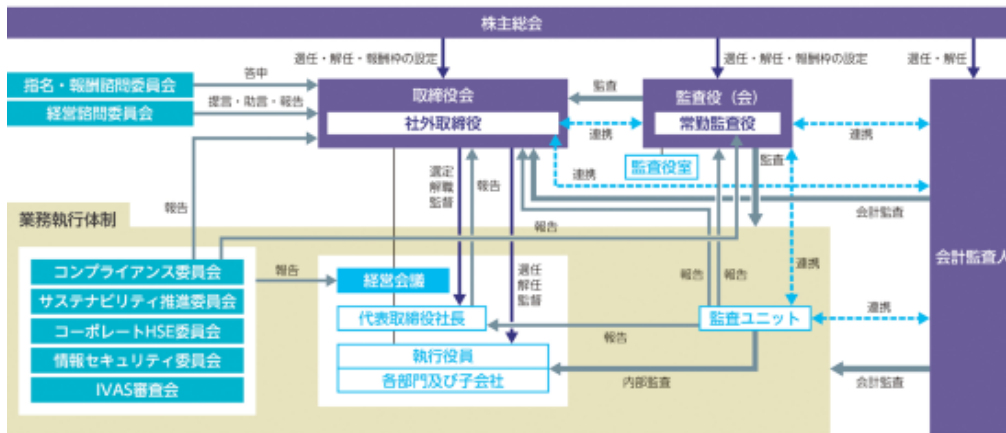 株主総会
選任・解任・報酬枠の設定
選任・解任・報酬枠の設定
選任・解任
指名・報酬諮問委員会
答申
取締役会
監査
監査役（会）
経営諮問委員会
提言・助言・報告
社外取締役
連携
常勤監査役
連携
監査役室
監査
選定
解職
監督
報告
連携
報告
会計監査
業務執行体制
報告
会計監査人
コンプライアンス委員会
報告
経営会議
選任
解任
監督
報告
報告
連携
サステナビリティ推進委員会
代表取締役社長
監査ユニット
連携
コーポレートHSE委員会
報告
情報セキュリティ委員会
執行役員
IVAS審査会
各部門及び子会社
内部監査
会計監査